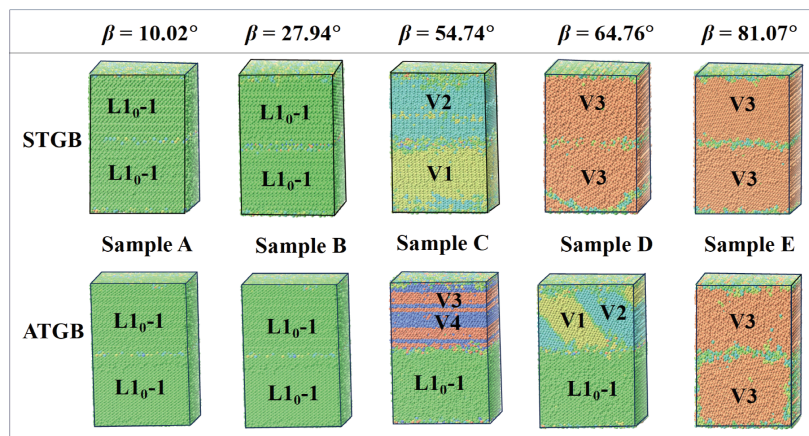 β = 10.02° β = 27.94° β = 54.74° β = 64.76° β = 81.07°
L1₀-1 L1₀-1 V2 V3 V3
STGB
L1₀-1 L1₀-1 V1 V3 V3
Sample A Sample B Sample C Sample D Sample E
L1₀-1 L1₀-1 V3 V4 V1 V2 V3
ATGB
L1₀-1 L1₀-1 L1₀-1 L1₀-1 V3